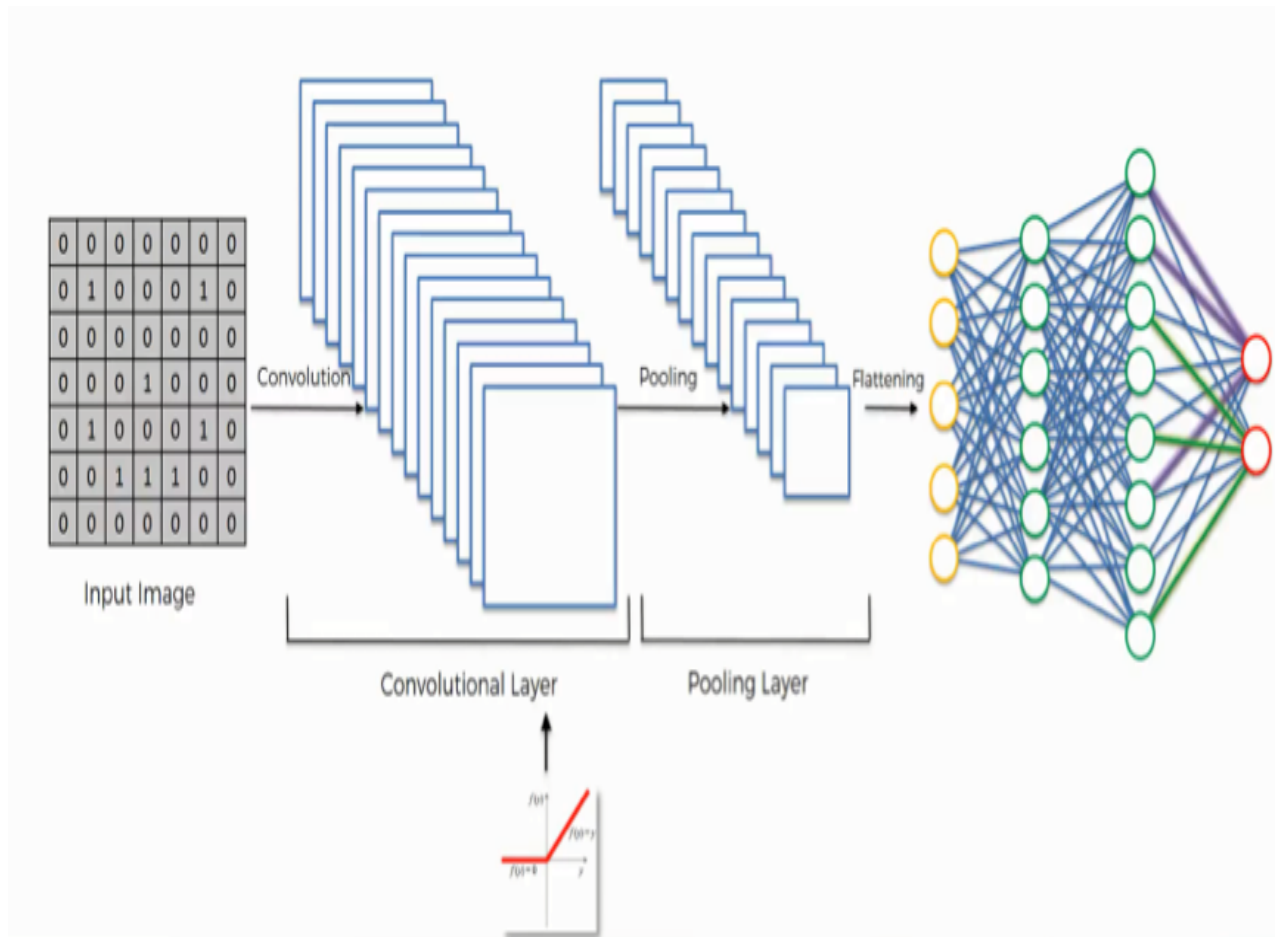 0 0 0 0 0 0 0
0 1 0 0 0 1 0
0 0 0 0 0 0 0
0 0 0 1 0 0 0
0 1 0 0 0 1 0
0 0 1 1 1 0 0
0 0 0 0 0 0 0
Input Image
Convolution
Pooling
Flattening
Convolutional Layer
Pooling Layer
f(y)
f(y)=y
f(y)=0
y